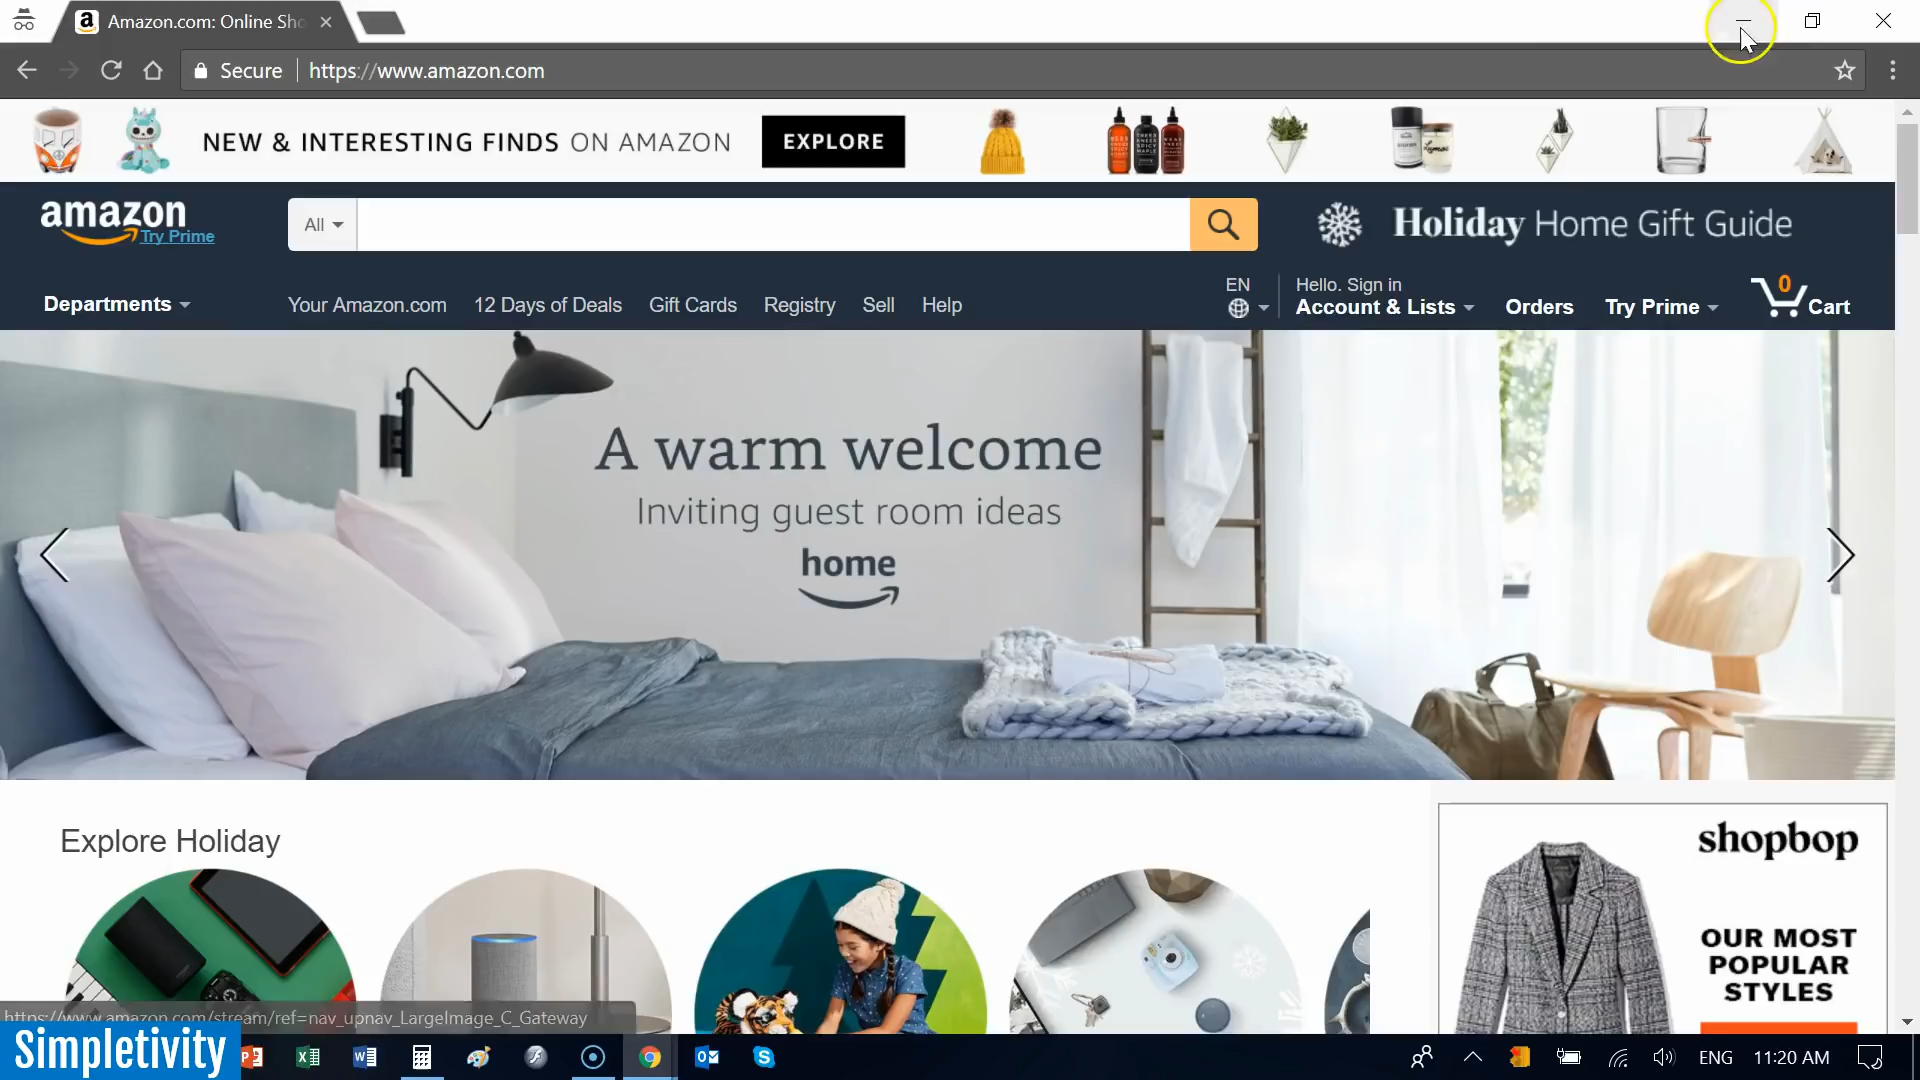 Amazon.com: Online Sho
Secure
https://www.amazon.com
NEW & INTERESTING FINDS ON AMAZON
EXPLORE
amazon
Try Prime
All
Holiday Home Gift Guide
Departments
Your Amazon.com
12 Days of Deals
Gift Cards
Registry
Sell
Help
EN
Hello. Sign in
Account & Lists
Orders
Try Prime
0
Cart
A warm welcome
Inviting guest room ideas
home
Explore Holiday
shopbop
OUR MOST
POPULAR
STYLES
https://www.amazon.com/stream/ref=nav_upnav_LargeImage_C_Gateway
Simpletivity
ENG
11:20 AM